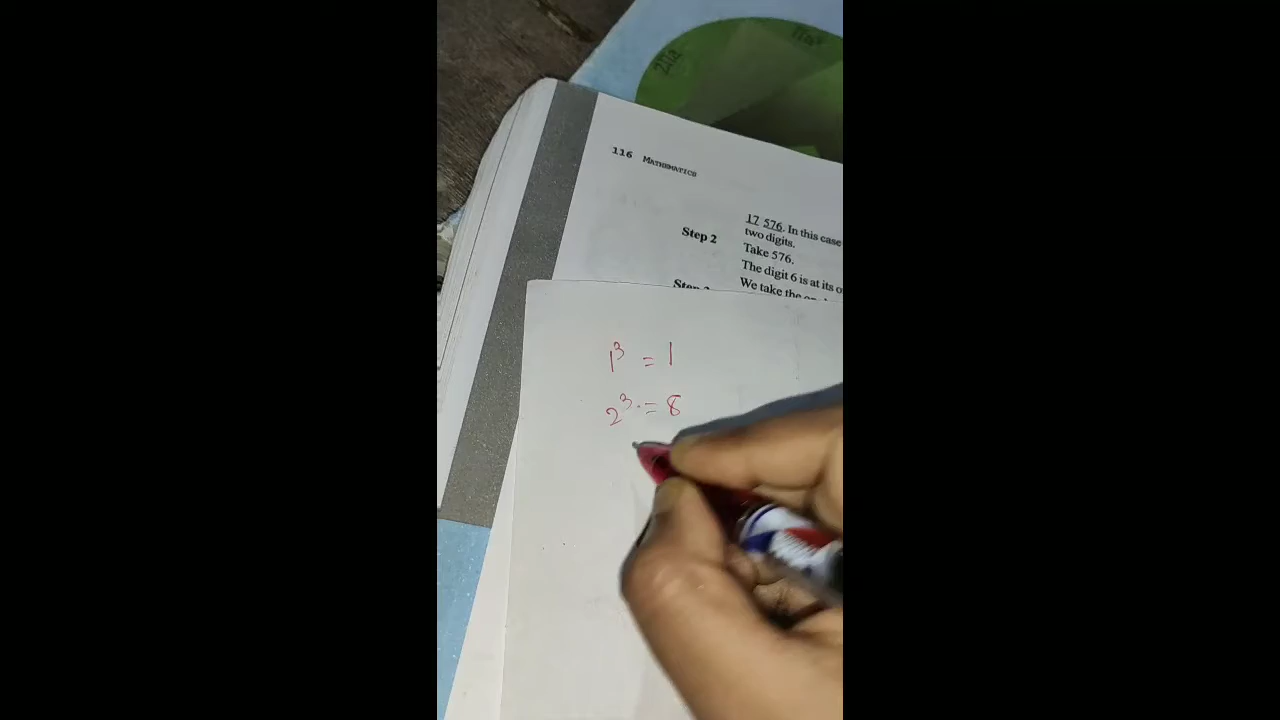 116 MATHEMATICS
17 576. In this case
Step 2 two digits.
Take 576.
The digit 6 is at its
We take the
1³ = 1
2³ = 8